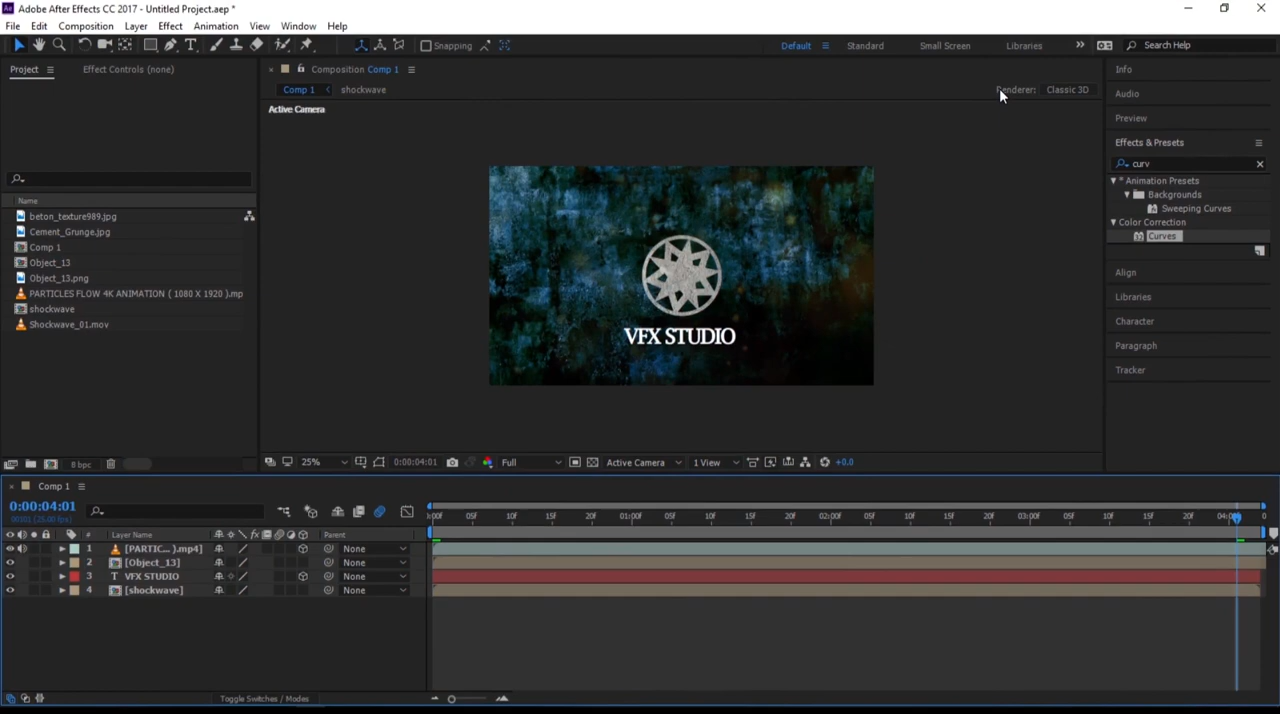 Adobe After Effects CC 2017 - Untitled Project.aep *
File Edit Composition Layer Effect Animation View Window Help
Snapping Default Standard Small Screen Libraries Search Help
Project Effect Controls (none)
Composition Comp 1
Comp 1 shockwave
Renderer: Classic 3D
Active Camera
Name
beton_texture989.jpg
Cement_Grunge.jpg
Comp 1
Object_13
Object_13.png
PARTICLES FLOW 4K ANIMATION ( 1080 X 1920 ).mp
shockwave
Shockwave_01.mov
8 bpc
VFX STUDIO
25% 0:00:04:01 Full Active Camera 1 View +0.0
Info
Audio
Preview
Effects & Presets
curv
* Animation Presets
Backgrounds
Sweeping Curves
Color Correction
Curves
Align
Libraries
Character
Paragraph
Tracker
Comp 1
0:00:04:01
00101 (25.00 fps)
:00f 05f 10f 15f 20f 01:00f 05f 10f 15f 20f 02:00f 05f 10f 15f 20f 03:00f 05f 10f 15f 20f 04:00f 0
# Layer Name fx Parent
1 [PARTIC... ).mp4] None
2 [Object_13] None
3 T VFX STUDIO None
4 [shockwave] None
Toggle Switches / Modes